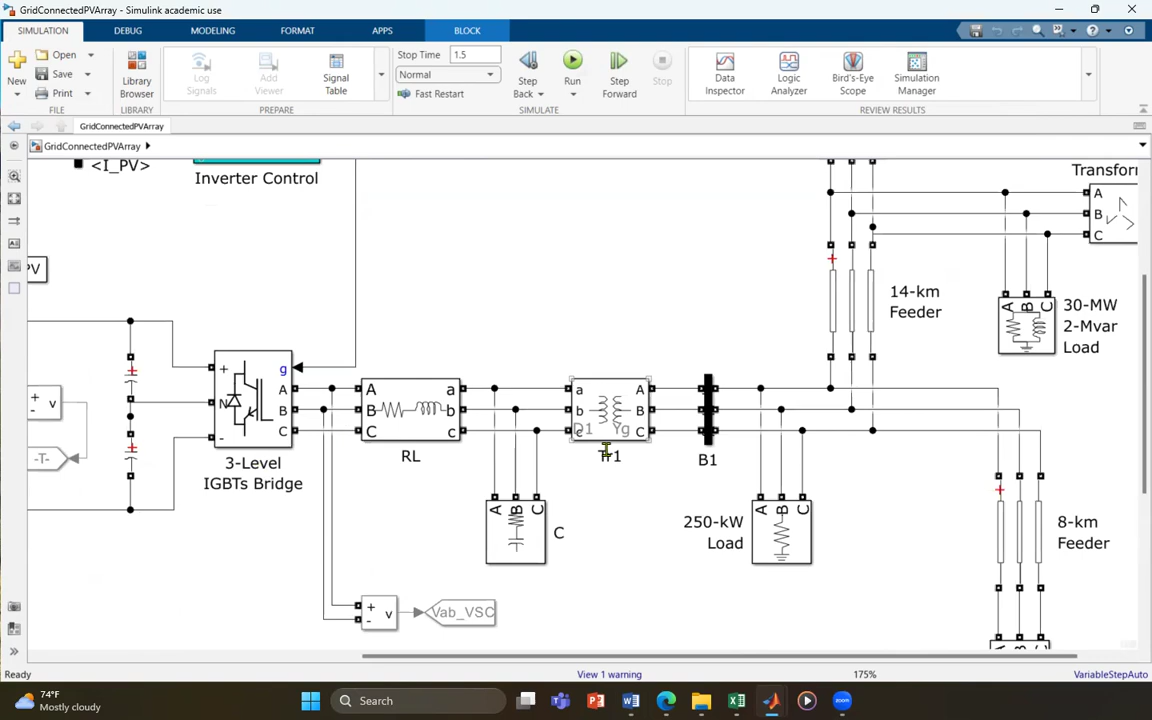 GridConnectedPVArray - Simulink academic use
SIMULATION
DEBUG
MODELING
FORMAT
APPS
BLOCK
New
Open
Save
Print
FILE
Library
Browser
LIBRARY
Log
Signals
Add
Viewer
Signal
Table
PREPARE
Stop Time
1.5
Normal
Fast Restart
Step
Back
Run
Step
Forward
Stop
SIMULATE
Data
Inspector
Logic
Analyzer
Bird's-Eye
Scope
Simulation
Manager
REVIEW RESULTS
GridConnectedPVArray
GridConnectedPVArray
<I_PV>
Inverter Control
PV
+
v
-
-T-
+
N
-
g
A
B
C
3-Level
IGBTs Bridge
A
B
C
a
b
c
RL
A
B
C
C
a
b
c
D1
Yg
A
B
C
Tr1
B1
A
B
C
250-kW
Load
14-km
Feeder
Transfor
A
B
C
A
B
C
30-MW
2-Mvar
Load
8-km
Feeder
A
B
C
+
-
v
Vab_VSC
Ready
View 1 warning
175%
VariableStepAuto
74°F
Mostly cloudy
Search